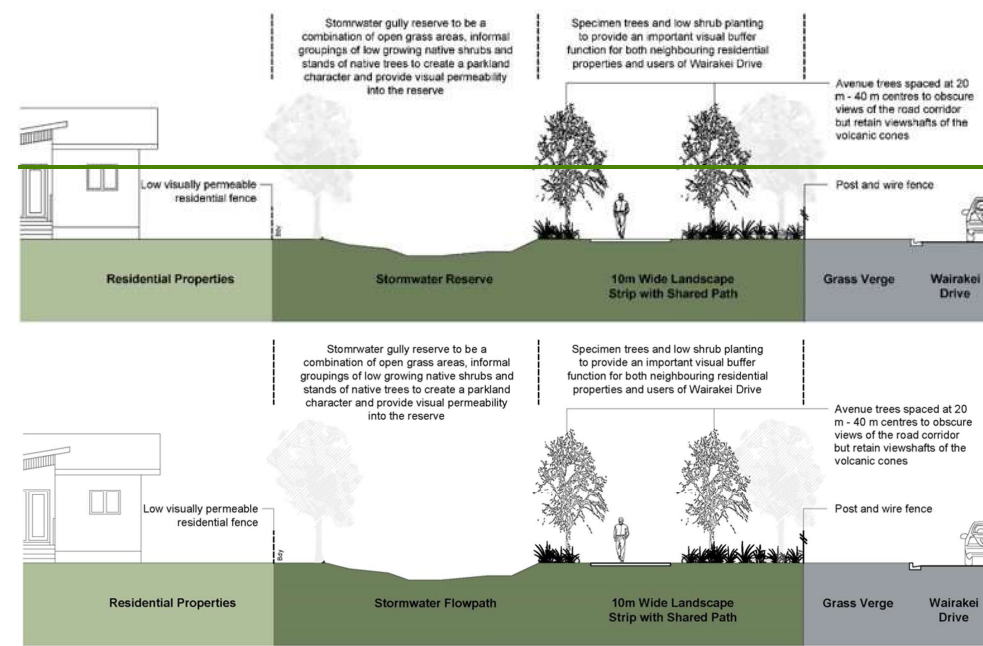 Stomrwater gully reserve to be a
combination of open grass areas, informal
groupings of low growing native shrubs and
stands of native trees to create a parkland
character and provide visual permeability
into the reserve
Specimen trees and low shrub planting
to provide an important visual buffer
function for both neighbouring residential
properties and users of Wairakei Drive
Avenue trees spaced at 20
m - 40 m centres to obscure
views of the road corridor
but retain viewshafts of the
volcanic cones
Low visually permeable
residential fence
Bdy
Post and wire fence
Residential Properties
Stormwater Reserve
10m Wide Landscape
Strip with Shared Path
Grass Verge
Wairakei
Drive
Stomrwater gully reserve to be a
combination of open grass areas, informal
groupings of low growing native shrubs and
stands of native trees to create a parkland
character and provide visual permeability
into the reserve
Specimen trees and low shrub planting
to provide an important visual buffer
function for both neighbouring residential
properties and users of Wairakei Drive
Avenue trees spaced at 20
m - 40 m centres to obscure
views of the road corridor
but retain viewshafts of the
volcanic cones
Low visually permeable
residential fence
Bdy
Post and wire fence
Residential Properties
Stormwater Flowpath
10m Wide Landscape
Strip with Shared Path
Grass Verge
Wairakei
Drive